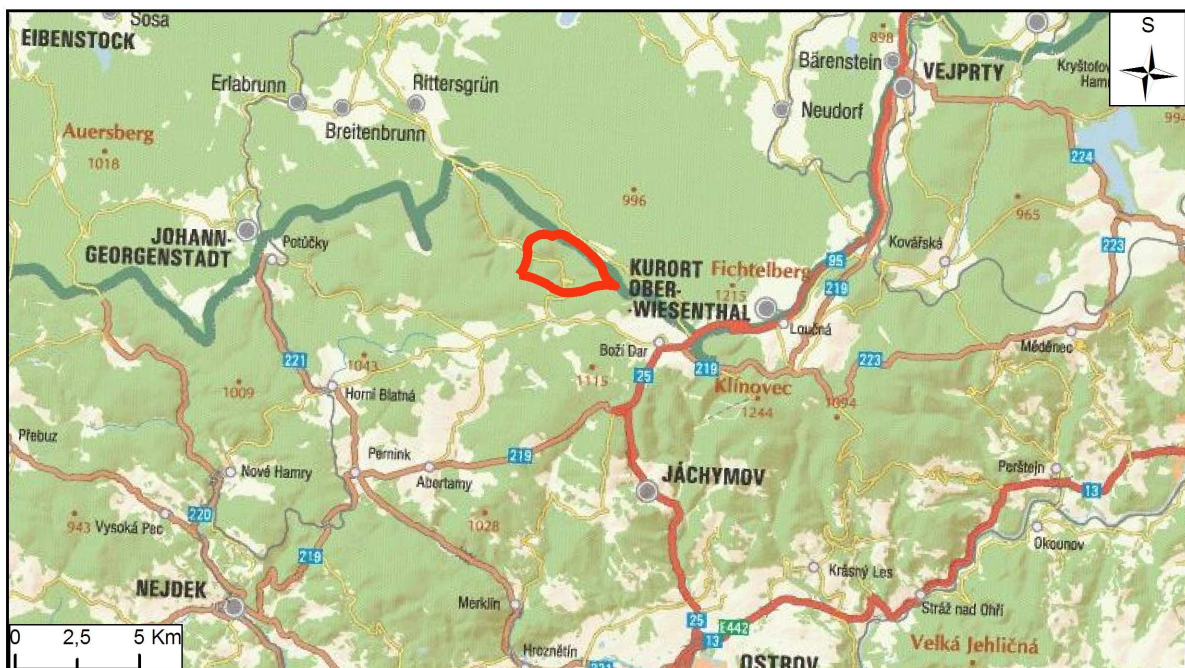 Sosa
EIBENSTOCK
898
S
Bärenstein
VEJPRTY
Kryštofov
Ham
Erlabrunn
Rittersgrün
Neudorf
994
Breitenbrunn
Auersberg
1018
224
996
965
JOHANN-
GEORGENSTADT
Potůčky
Kovářská
223
95
KURORT
OBER-
-WIESENTHAL
Fichtelberg
1215
219
Loučná
Boží Dar
Měděnec
221
1043
1115
25
219
223
1009
Horní Blatná
Klínovec
1244
1094
Přebuz
Nové Hamry
Pernink
Abertamy
219
JÁCHYMOV
Perštejn
13
943
Vysoká Pec
220
1028
219
Okounov
Krásný Les
NEJDEK
Merklín
Stráž nad Ohří
25
E442
13
Velká Jehličná
0 2,5 5 Km
Hroznětín
221
OSTROV